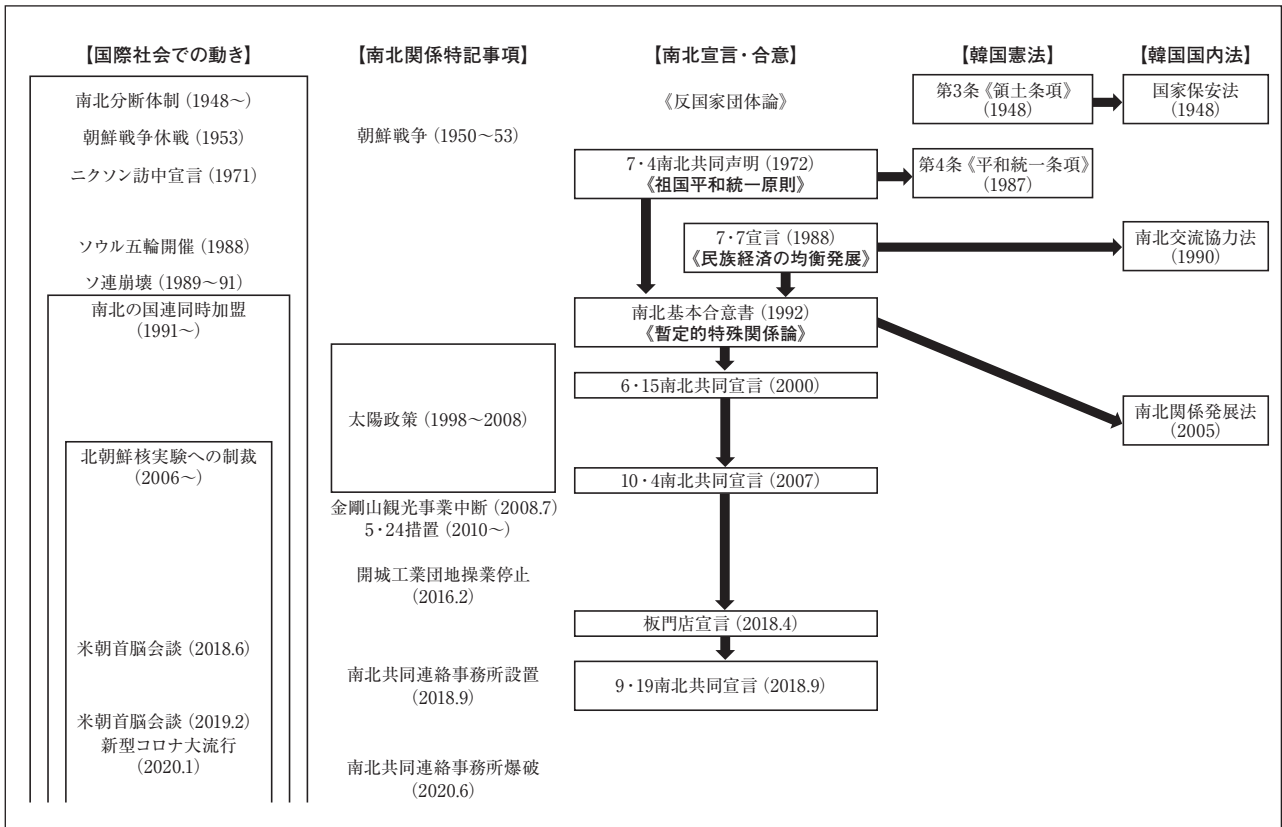 【国際社会での動き】
【南北関係特記事項】
【南北宣言・合意】
【韓国憲法】
【韓国国内法】
南北分断体制 (1948～)
《反国家団体論》
第3条《領土条項》
(1948)
国家保安法
(1948)
朝鮮戦争休戦 (1953)
朝鮮戦争 (1950～53)
ニクソン訪中宣言 (1971)
7・4南北共同声明 (1972)
《祖国平和統一原則》
第4条《平和統一条項》
(1987)
ソウル五輪開催 (1988)
7・7宣言 (1988)
《民族経済の均衡発展》
南北交流協力法
(1990)
ソ連崩壊 (1989～91)
南北の国連同時加盟
(1991～)
南北基本合意書 (1992)
《暫定的特殊関係論》
6・15南北共同宣言 (2000)
太陽政策 (1998～2008)
南北関係発展法
(2005)
北朝鮮核実験への制裁
(2006～)
10・4南北共同宣言 (2007)
金剛山観光事業中断 (2008.7)
5・24措置 (2010～)
開城工業団地操業停止
(2016.2)
板門店宣言 (2018.4)
米朝首脳会談 (2018.6)
南北共同連絡事務所設置
(2018.9)
9・19南北共同宣言 (2018.9)
米朝首脳会談 (2019.2)
新型コロナ大流行
(2020.1)
南北共同連絡事務所爆破
(2020.6)